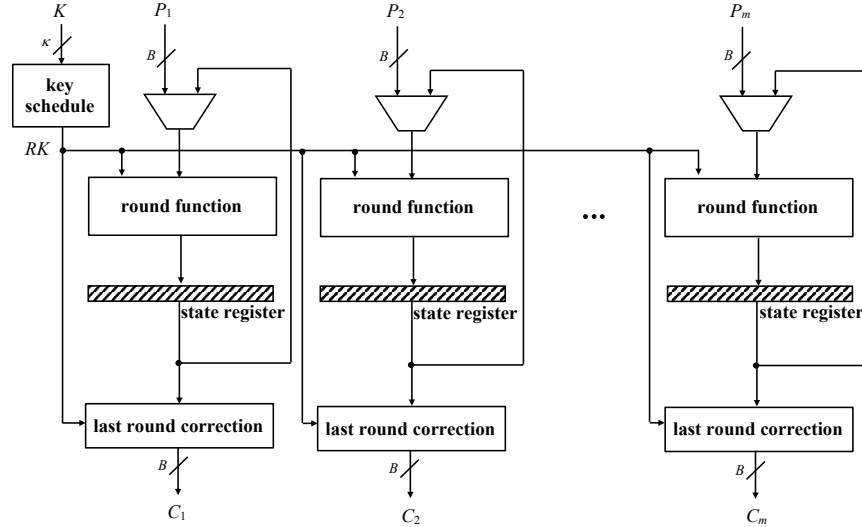 K P₁ P₂ Pₘ
κ B B B
key
schedule
RK
round function round function ... round function
state register state register state register
last round correction last round correction last round correction
B B B
C₁ C₂ Cₘ